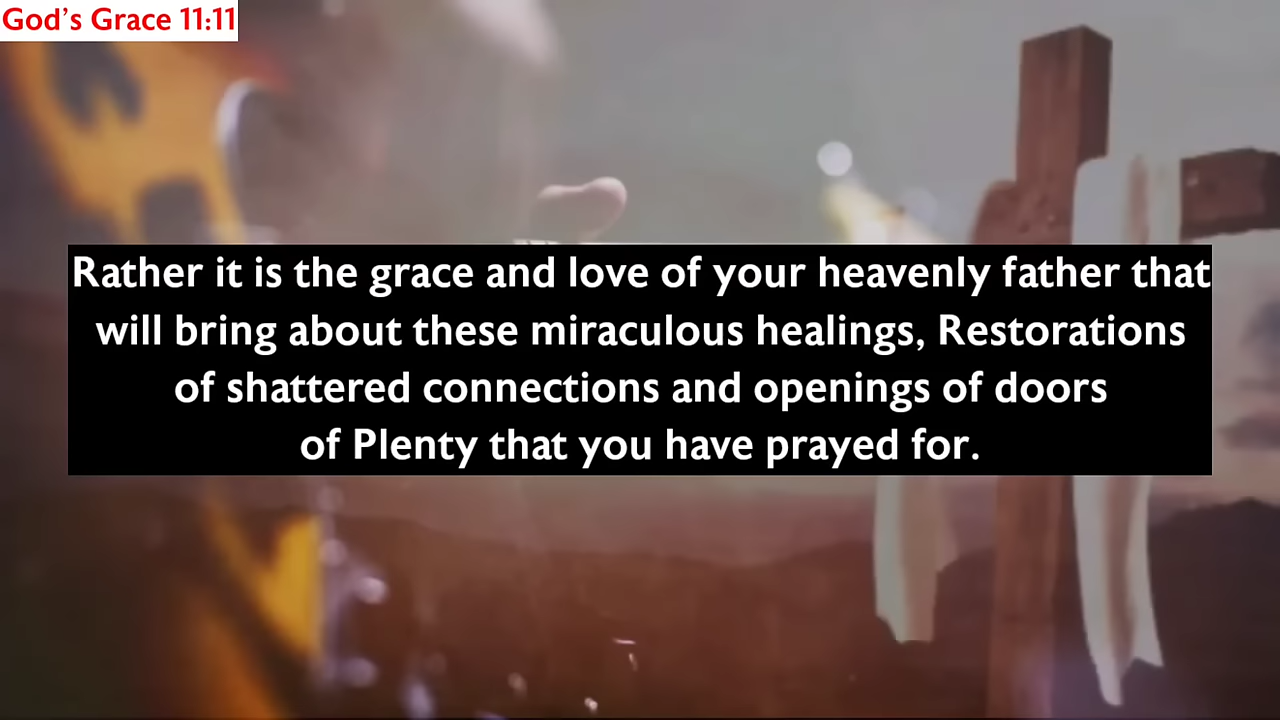 God's Grace 11:11
Rather it is the grace and love of your heavenly father that
will bring about these miraculous healings, Restorations
of shattered connections and openings of doors
of Plenty that you have prayed for.